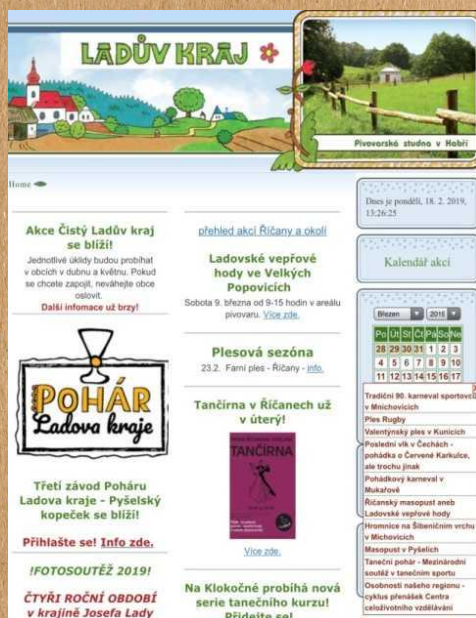 LADŮV KRAJ
Pivovarská studna v Habří
Home
Dnes je pondělí, 18. 2. 2019,
13:26:25
Kalendář akcí
Akce Čistý Ladův kraj
se blíží!
Jednotlivé úklidy budou probíhat
v obcích v dubnu a květnu. Pokud
se chcete zapojit, neváhejte obce
oslovit.
Další infomace už brzy!
POHÁR
Ladova kraje
Třetí závod Poháru
Ladova kraje - Pyšelský
kopeček se blíží!
Přihlašte se! Info zde.
!FOTOSOUTĚŽ 2019!
ČTYŘI ROČNÍ OBDOBÍ
v krajině Josefa Lady
přehled akcí Říčany a okolí
Ladovské vepřové
hody ve Velkých
Popovicích
Sobota 9. března od 9-15 hodin v areálu
pivovaru. Více zde.
Plesová sezóna
23.2. Farní ples - Říčany - info.
Tančírna v Říčanech už
v úterý!
TANČÍRNA
Více zde.
Na Klokočné probíhá nová
serie tanečního kurzu!
Přidejte se!
Březen
Po Út St Čt Pá So Ne
28 29 30 31 1 2 3
4 5 6 7 8 9 10
11 12 13 14 15 16 17
Tradiční 90. karneval sportovců
v Mnichovicích
Ples Rugby
Valentýnský ples v Kunicích
Poslední vlk v Čechách -
pohádka o Červené Karkulce,
ale trochu jinak
Pohádkový karneval v
Mukařově
Říčanský masopust aneb
Ladovské vepřové hody
Hromnice na Šibeničním vrchu
v Michovicích
Masopust v Pyšelích
Taneční pohár - Mezinárodní
soutěž v tanečním sportu
Osobnosti našeho regionu -
cyklus přenášek Centra
celoživotního vzdělávání